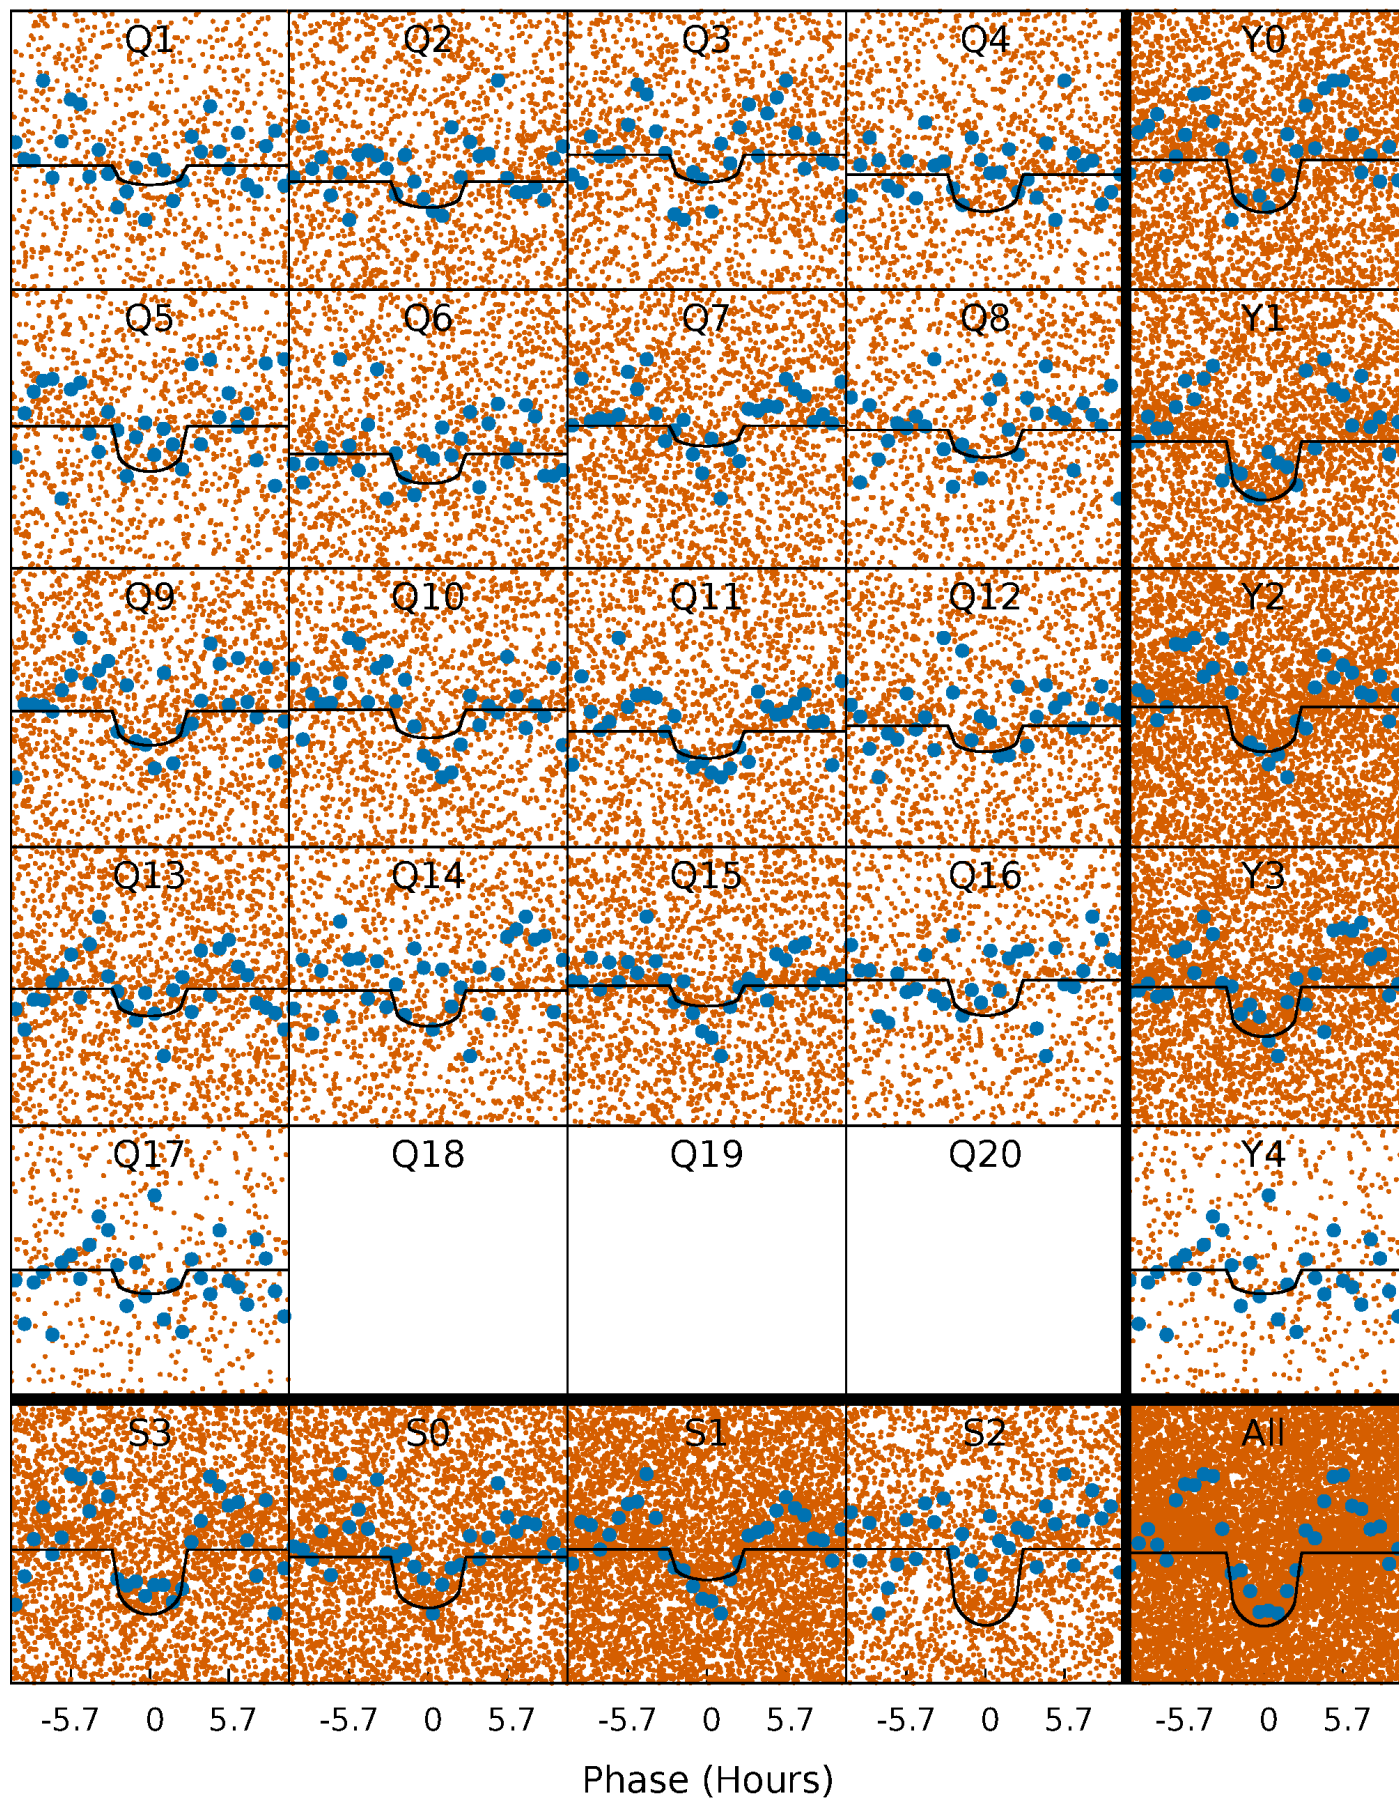 Q1 Q2 Q3 Q4 Y0
Q5 Q6 Q7 Q8 Y1
Q9 Q10 Q11 Q12 Y2
Q13 Q14 Q15 Q16 Y3
Q17 Q18 Q19 Q20 Y4
S3 S0 S1 S2 All
-5.7 0 5.7 -5.7 0 5.7 -5.7 0 5.7 -5.7 0 5.7 -5.7 0 5.7
Phase (Hours)